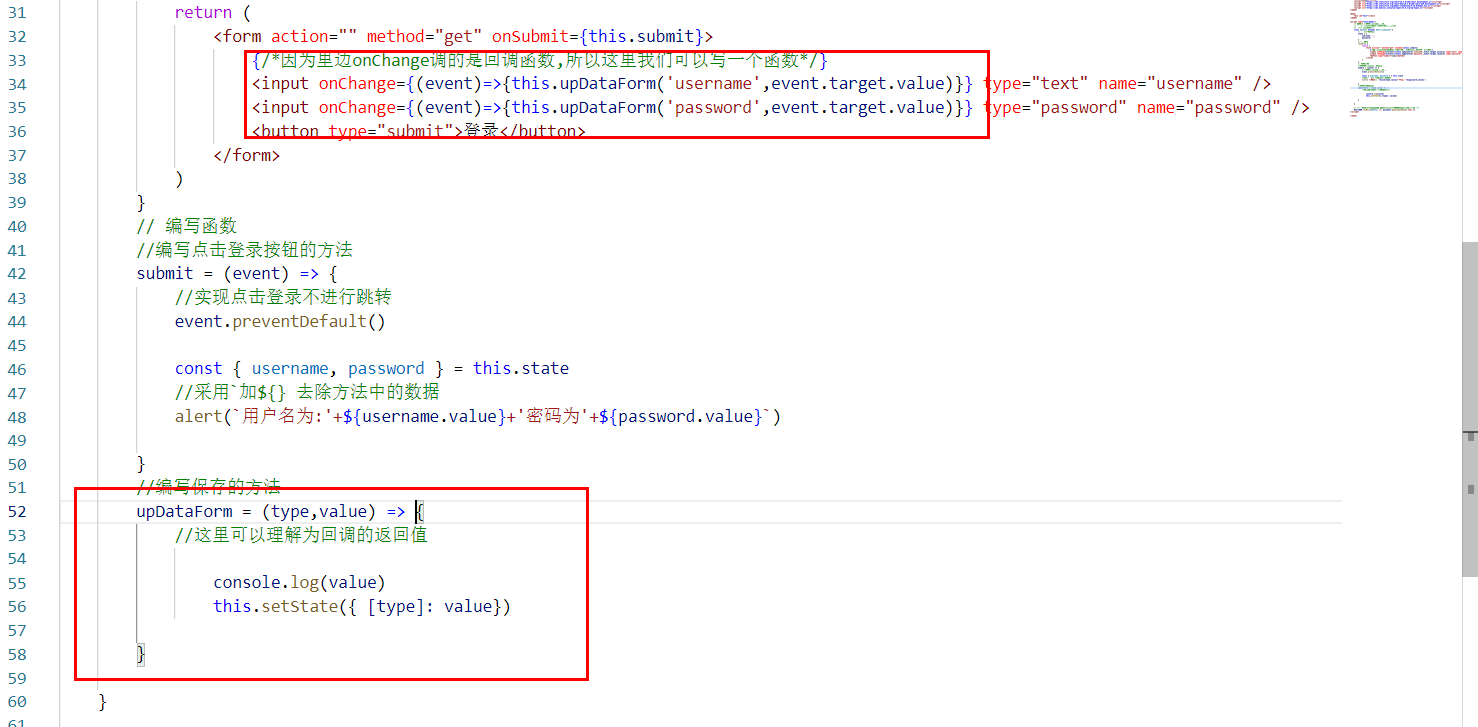 31 return (
32 <form action="" method="get" onSubmit={this.submit}>
33 {/*因为里边onChange调的是回调函数,所以这里我们可以写一个函数*/}
34 <input onChange={(event)=>{this.upDataForm('username',event.target.value)}} type="text" name="username" />
35 <input onChange={(event)=>{this.upDataForm('password',event.target.value)}} type="password" name="password" />
36 <button type="submit">登录</button>
37 </form>
38 )
39 }
40 // 编写函数
41 //编写点击登录按钮的方法
42 submit = (event) => {
43 //实现点击登录不进行跳转
44 event.preventDefault()
45
46 const { username, password } = this.state
47 //采用`加${} 去除方法中的数据
48 alert(`用户名为:'+${username.value}+'密码为'+${password.value}`)
49
50 }
51 //编写保存的方法
52 upDataForm = (type,value) => {
53 //这里可以理解为回调的返回值
54
55 console.log(value)
56 this.setState({ [type]: value})
57
58 }
59
60 }
61